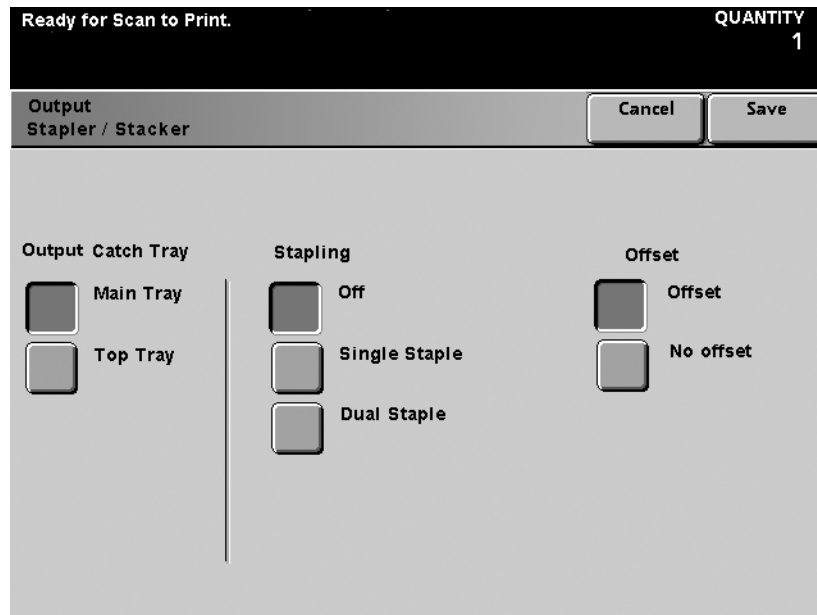 Ready for Scan to Print.
QUANTITY
1
Output
Stapler / Stacker
Cancel
Save
Output Catch Tray
Main Tray
Top Tray
Stapling
Off
Single Staple
Dual Staple
Offset
Offset
No offset